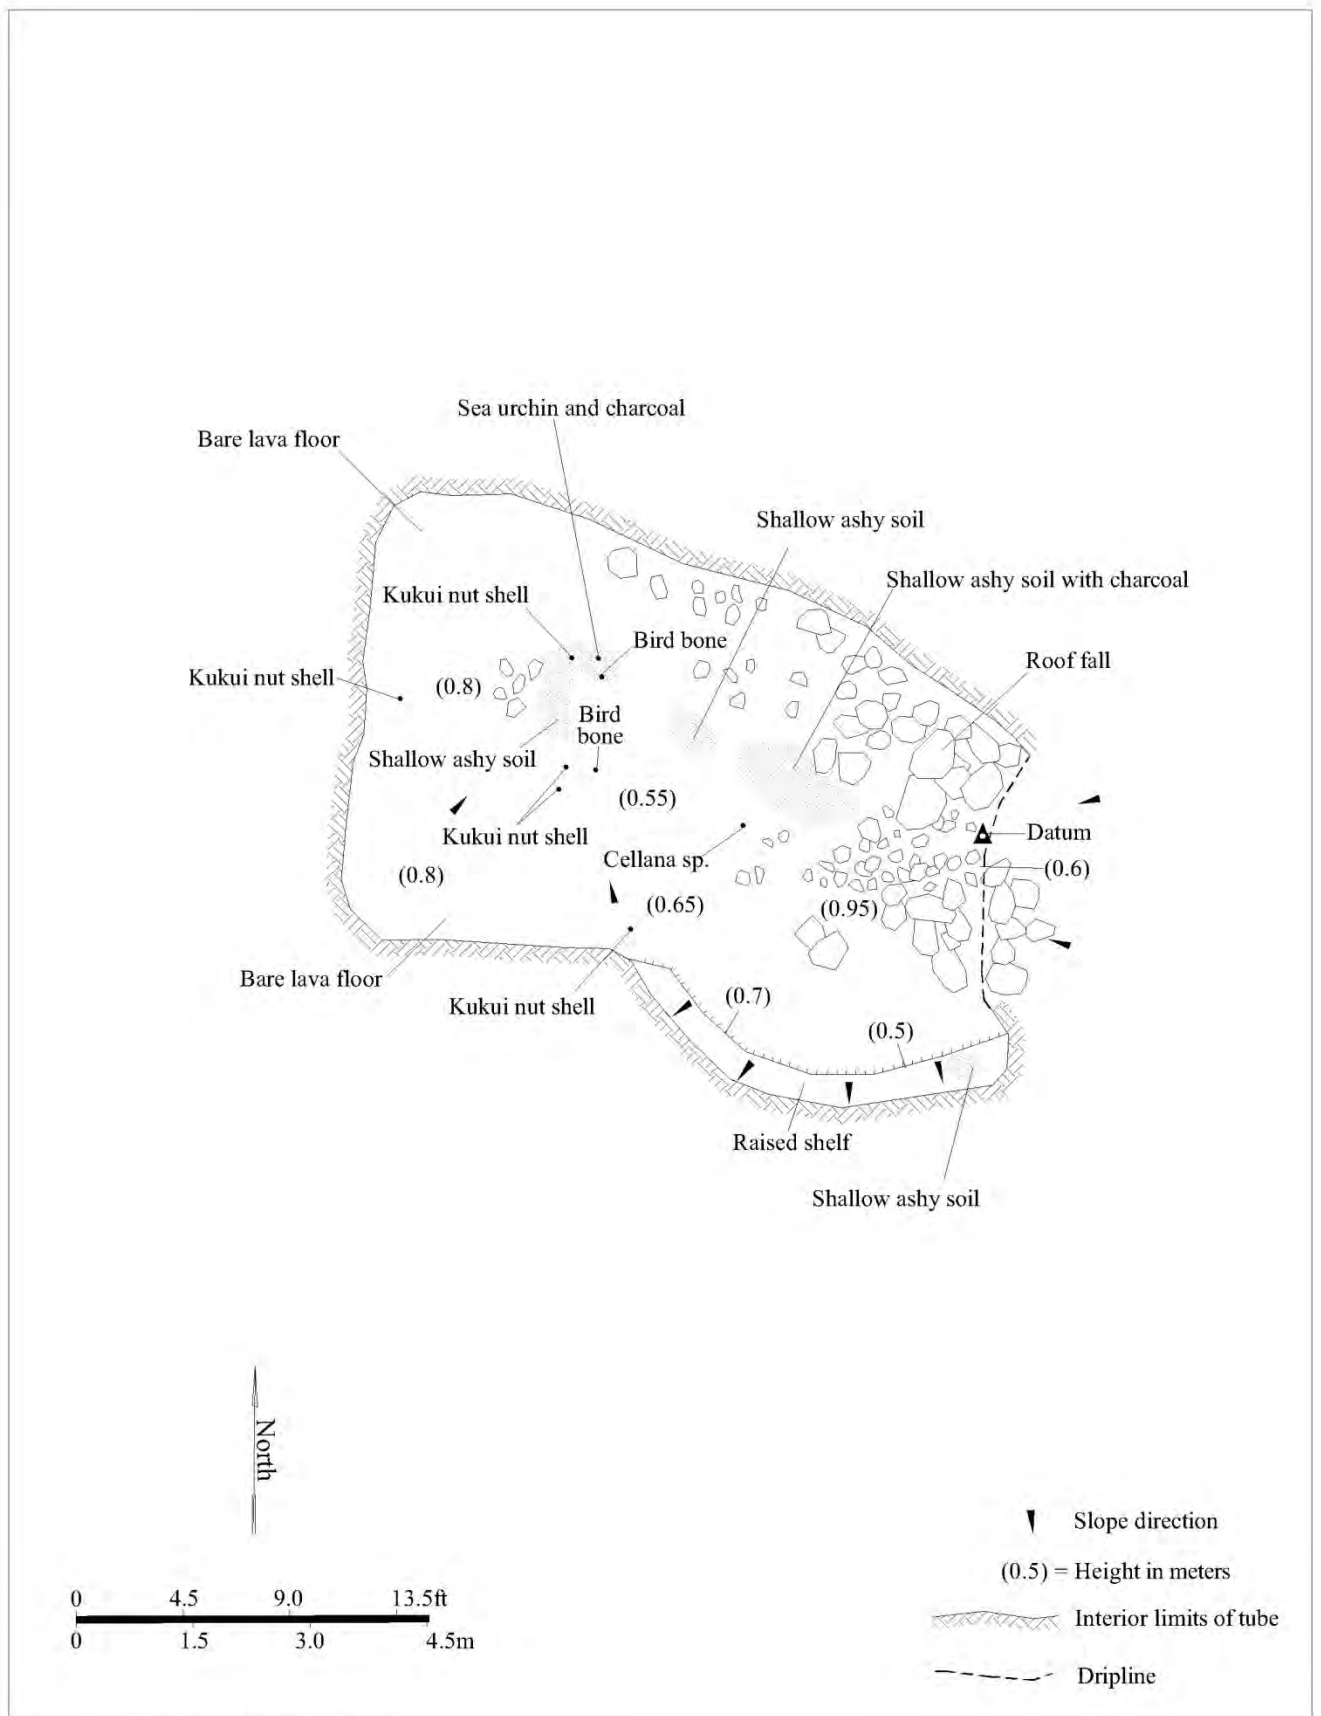 Sea urchin and charcoal
Bare lava floor
Shallow ashy soil
Shallow ashy soil with charcoal
Kukui nut shell
Bird bone
Roof fall
Kukui nut shell
(0.8)
Bird
bone
Shallow ashy soil
(0.55)
Kukui nut shell
Datum
Cellana sp.
(0.6)
(0.8)
(0.65)
(0.95)
Bare lava floor
Kukui nut shell
(0.7)
(0.5)
Raised shelf
Shallow ashy soil
North
0 4.5 9.0 13.5ft
0 1.5 3.0 4.5m
Slope direction
(0.5) = Height in meters
Interior limits of tube
Dripline